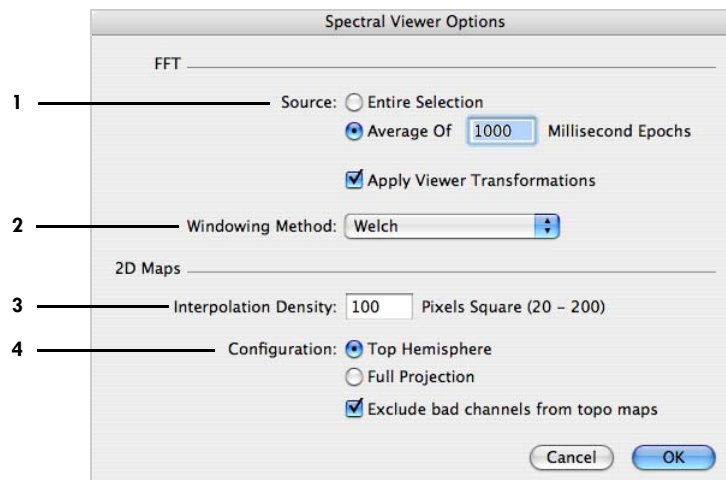 Spectral Viewer Options
FFT
1 Source: Entire Selection
Average Of 1000 Millisecond Epochs
Apply Viewer Transformations
2 Windowing Method: Welch
2D Maps
3 Interpolation Density: 100 Pixels Square (20 – 200)
4 Configuration: Top Hemisphere
Full Projection
Exclude bad channels from topo maps
Cancel OK